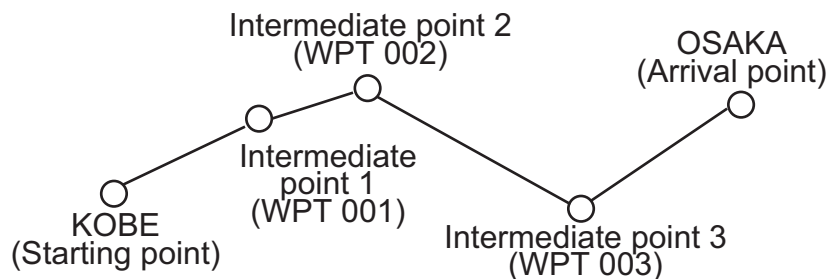 Intermediate point 2
(WPT 002)
OSAKA
(Arrival point)
Intermediate
point 1
(WPT 001)
KOBE
(Starting point)
Intermediate point 3
(WPT 003)